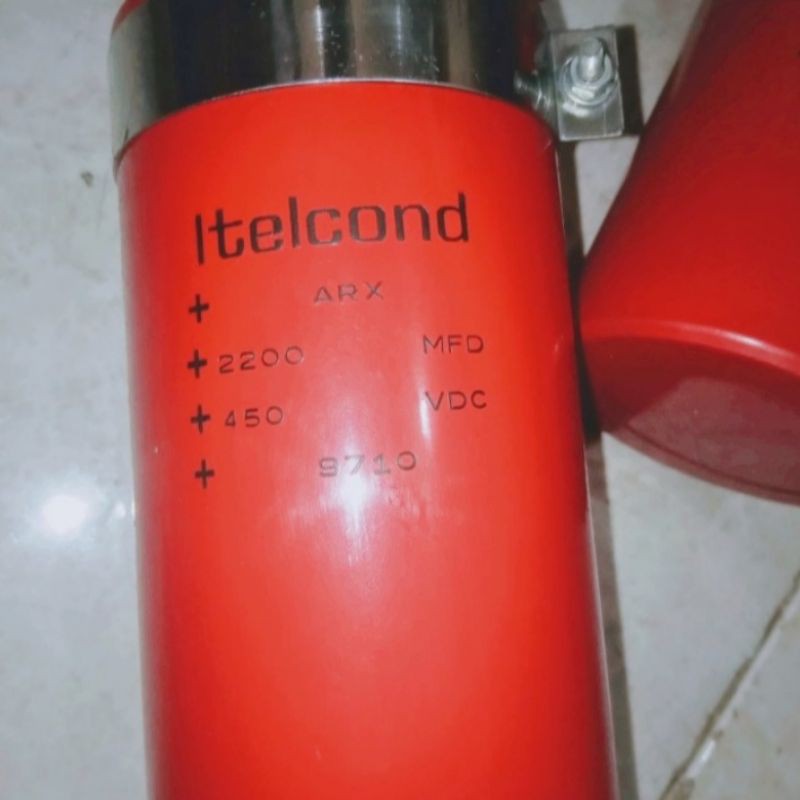 Itelcond
+ ARX
+ 2200 MFD
+ 450 VDC
+ 9710